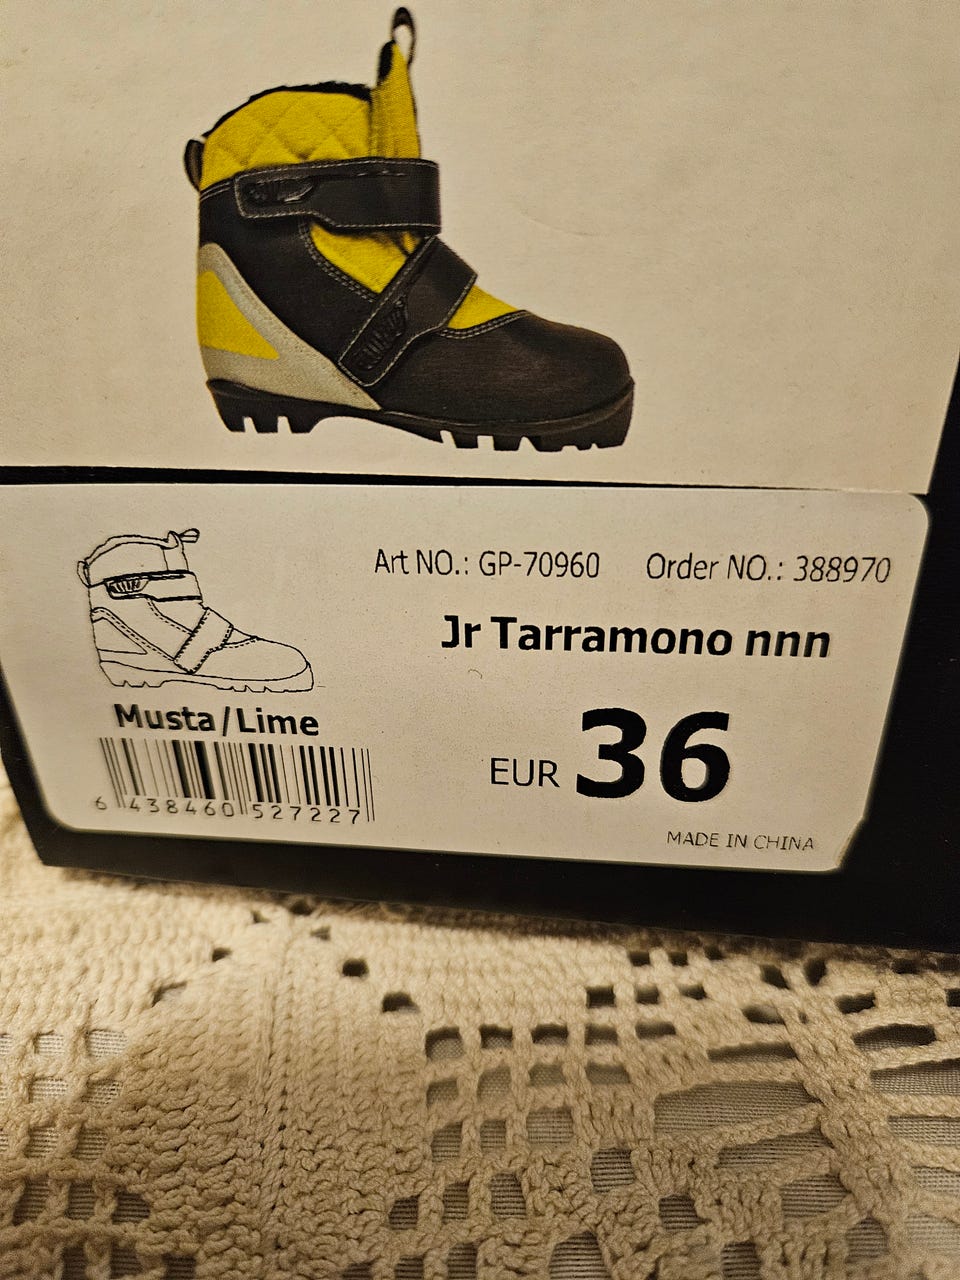 Art NO.: GP-70960 Order NO.: 388970
Jr Tarramono nnn
Musta/Lime
EUR 36
6 438460 527227
MADE IN CHINA